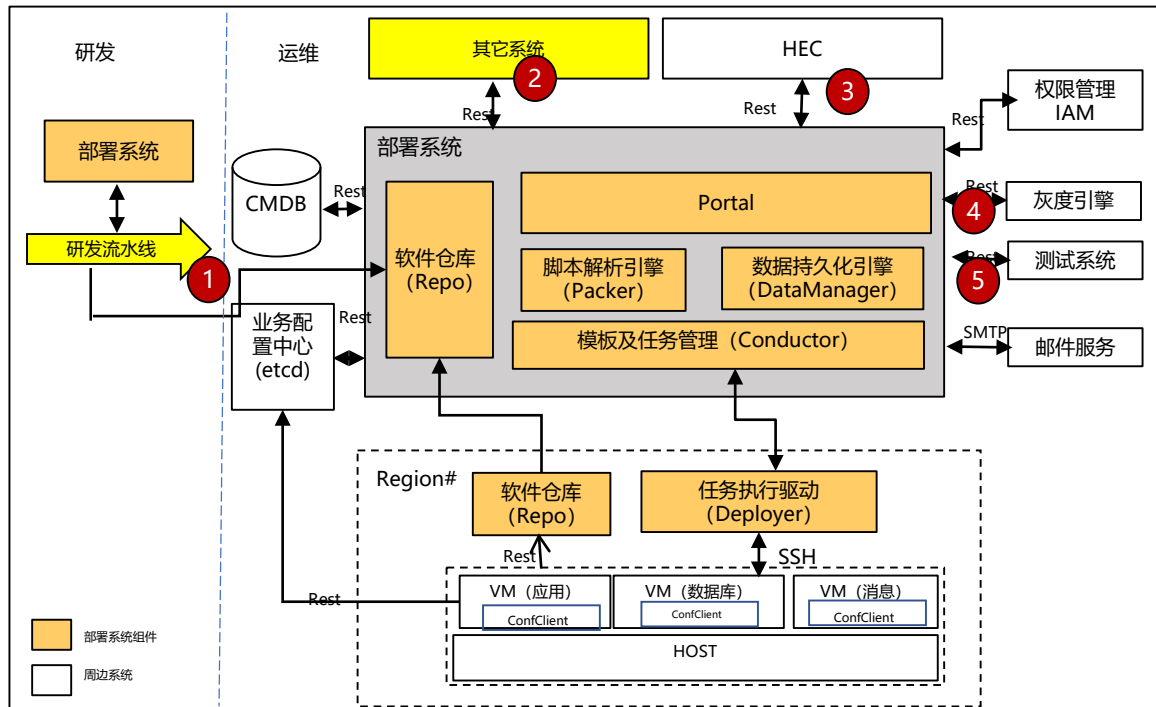 研发
运维
其它系统
2
HEC
3
Rest
Rest
权限管理
IAM
Rest
部署系统
部署系统
CMDB
Rest
软件仓库
（Repo）
Portal
Rest
4
灰度引擎
研发流水线
1
脚本解析引擎
(Packer)
数据持久化引擎
(DataManager)
Rest
5
测试系统
业务配
置中心
(etcd)
Rest
模板及任务管理（Conductor）
SMTP
邮件服务
Region#
软件仓库
（Repo）
任务执行驱动
（Deployer）
Rest
SSH
Rest
VM（应用）
ConfClient
VM（数据库）
ConfClient
VM（消息）
ConfClient
HOST
部署系统组件
周边系统